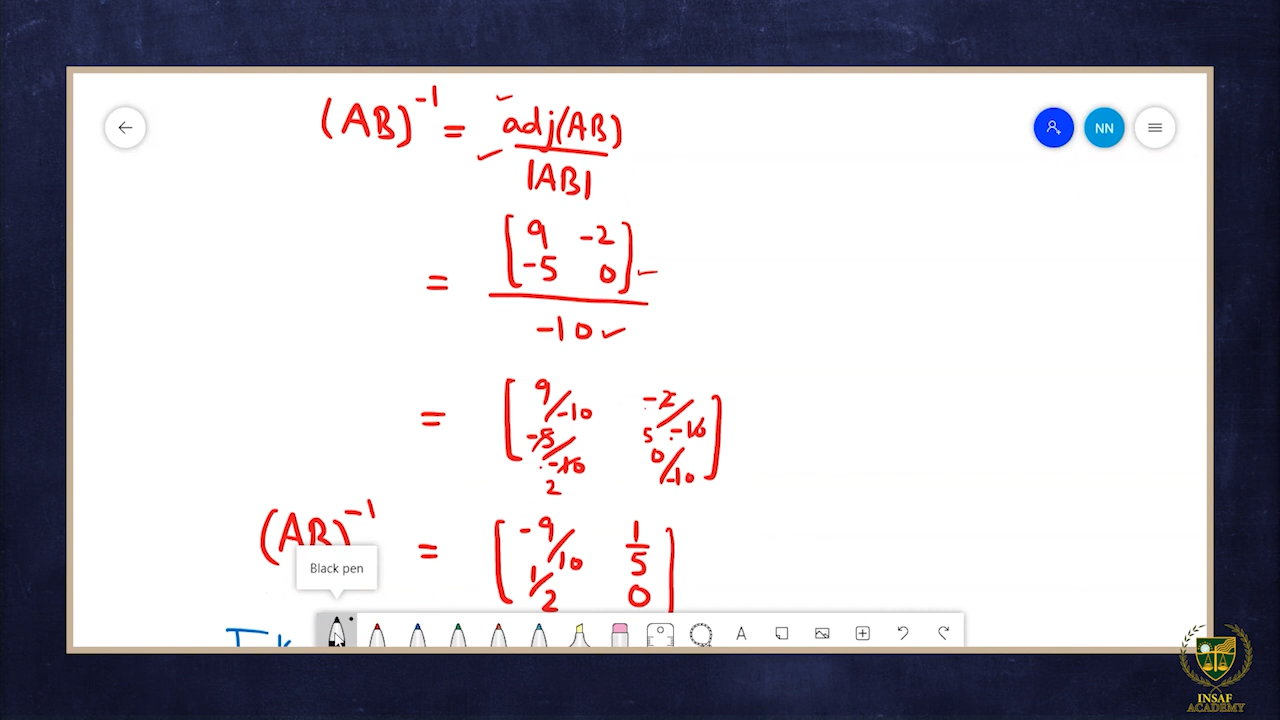 (AB)⁻¹ = adj(AB)
|AB|
NN
= [ 9 -2
-5 0 ]
-10
= [ 9/-10 -2/-10
5
-5/-10 0/-10 ]
2
(AB)⁻¹ = [ -9/10 1/5
1/2 0 ]
Black pen
A
INSAF
ACADEMY